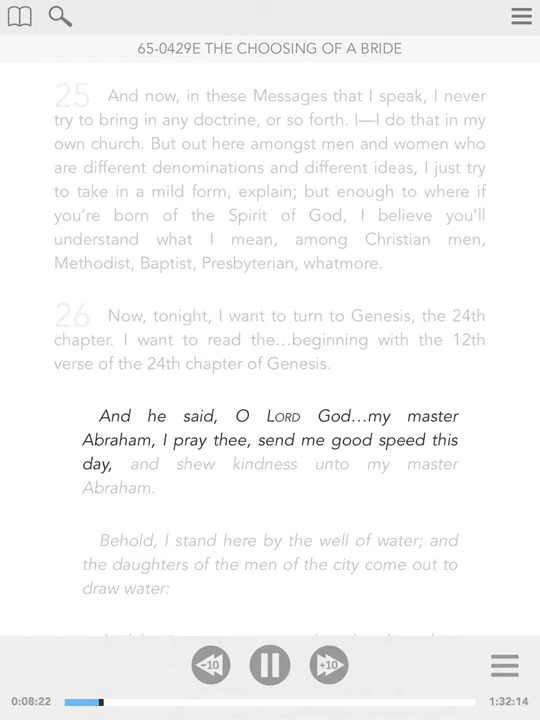 65-0429E THE CHOOSING OF A BRIDE
25 And now, in these Messages that I speak, I never
try to bring in any doctrine, or so forth. I—I do that in my
own church. But out here amongst men and women who
are different denominations and different ideas, I just try
to take in a mild form, explain; but enough to where if
you’re born of the Spirit of God, I believe you’ll
understand what I mean, among Christian men,
Methodist, Baptist, Presbyterian, whatmore.
26 Now, tonight, I want to turn to Genesis, the 24th
chapter. I want to read the…beginning with the 12th
verse of the 24th chapter of Genesis.
And he said, O LORD God…my master
Abraham, I pray thee, send me good speed this
day, and shew kindness unto my master
Abraham.
Behold, I stand here by the well of water; and
the daughters of the men of the city come out to
draw water:
-10
+10
0:08:22
1:32:14